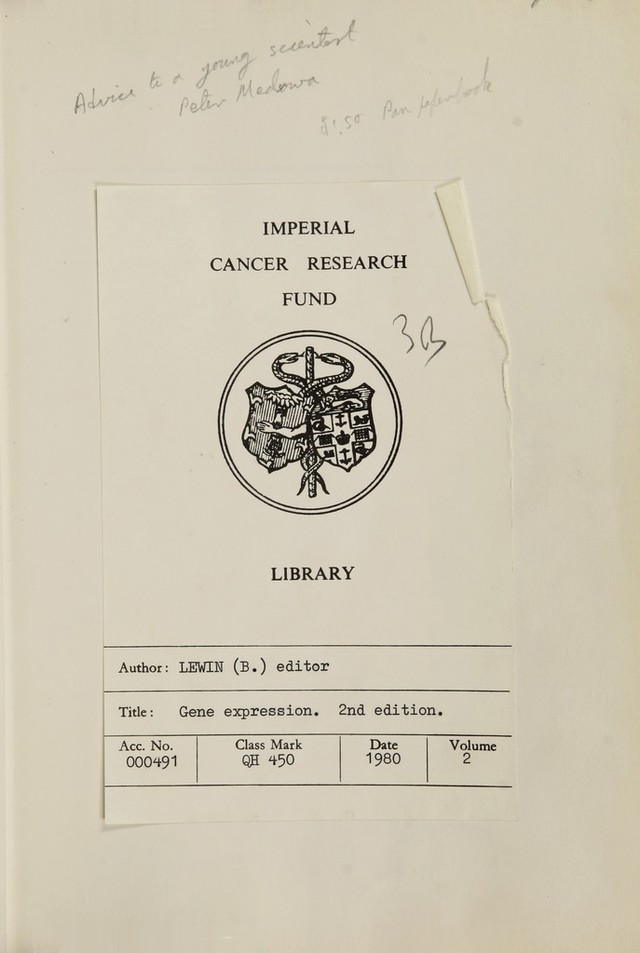 Advice to a young scientist
Peter Medawa
£1.50 Pan paperback
IMPERIAL
CANCER RESEARCH
FUND
3B
LIBRARY
Author: LEWIN (B.) editor
Title: Gene expression. 2nd edition.
Acc. No. Class Mark Date Volume
000491 QH 450 1980 2